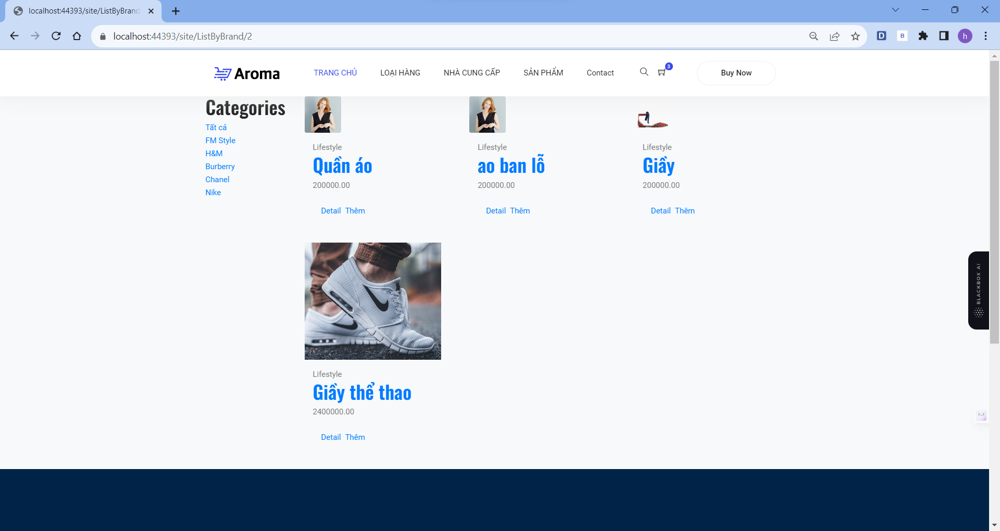 localhost:44393/site/ListByBrand
localhost:44393/site/ListByBrand/2
D
B
h
Aroma
TRANG CHỦ
LOẠI HÀNG
NHÀ CUNG CẤP
SẢN PHẨM
Contact
3
Buy Now
Categories
Tất cả
FM Style
H&M
Burberry
Chanel
Nike
Lifestyle
Quần áo
200000.00
Detail Thêm
Lifestyle
ao ban lỗ
200000.00
Detail Thêm
Lifestyle
Giầy
200000.00
Detail Thêm
Lifestyle
Giầy thể thao
2400000.00
Detail Thêm
BLACKBOX AI